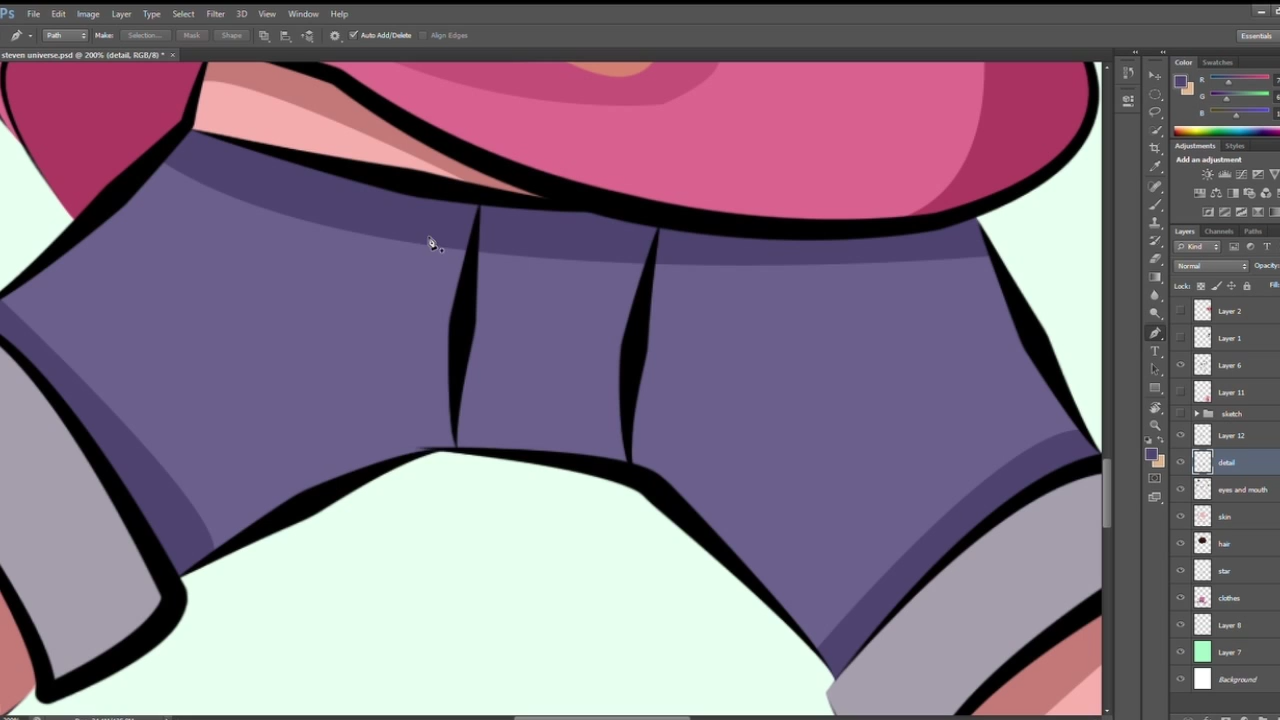 Ps File Edit Image Layer Type Select Filter 3D View Window Help
Path Make: Selection... Mask Shape Auto Add/Delete Align Edges Essentials
steven universe.psd @ 200% (detail, RGB/8) * ×
Color Swatches
R
G
B
Adjustments Styles
Add an adjustment
Layers Channels Paths
Kind
Normal Opacity:
Lock:
Layer 2
Layer 1
Layer 6
Layer 11
sketch
Layer 12
detail
eyes and mouth
skin
hair
star
clothes
Layer 8
Layer 7
Background